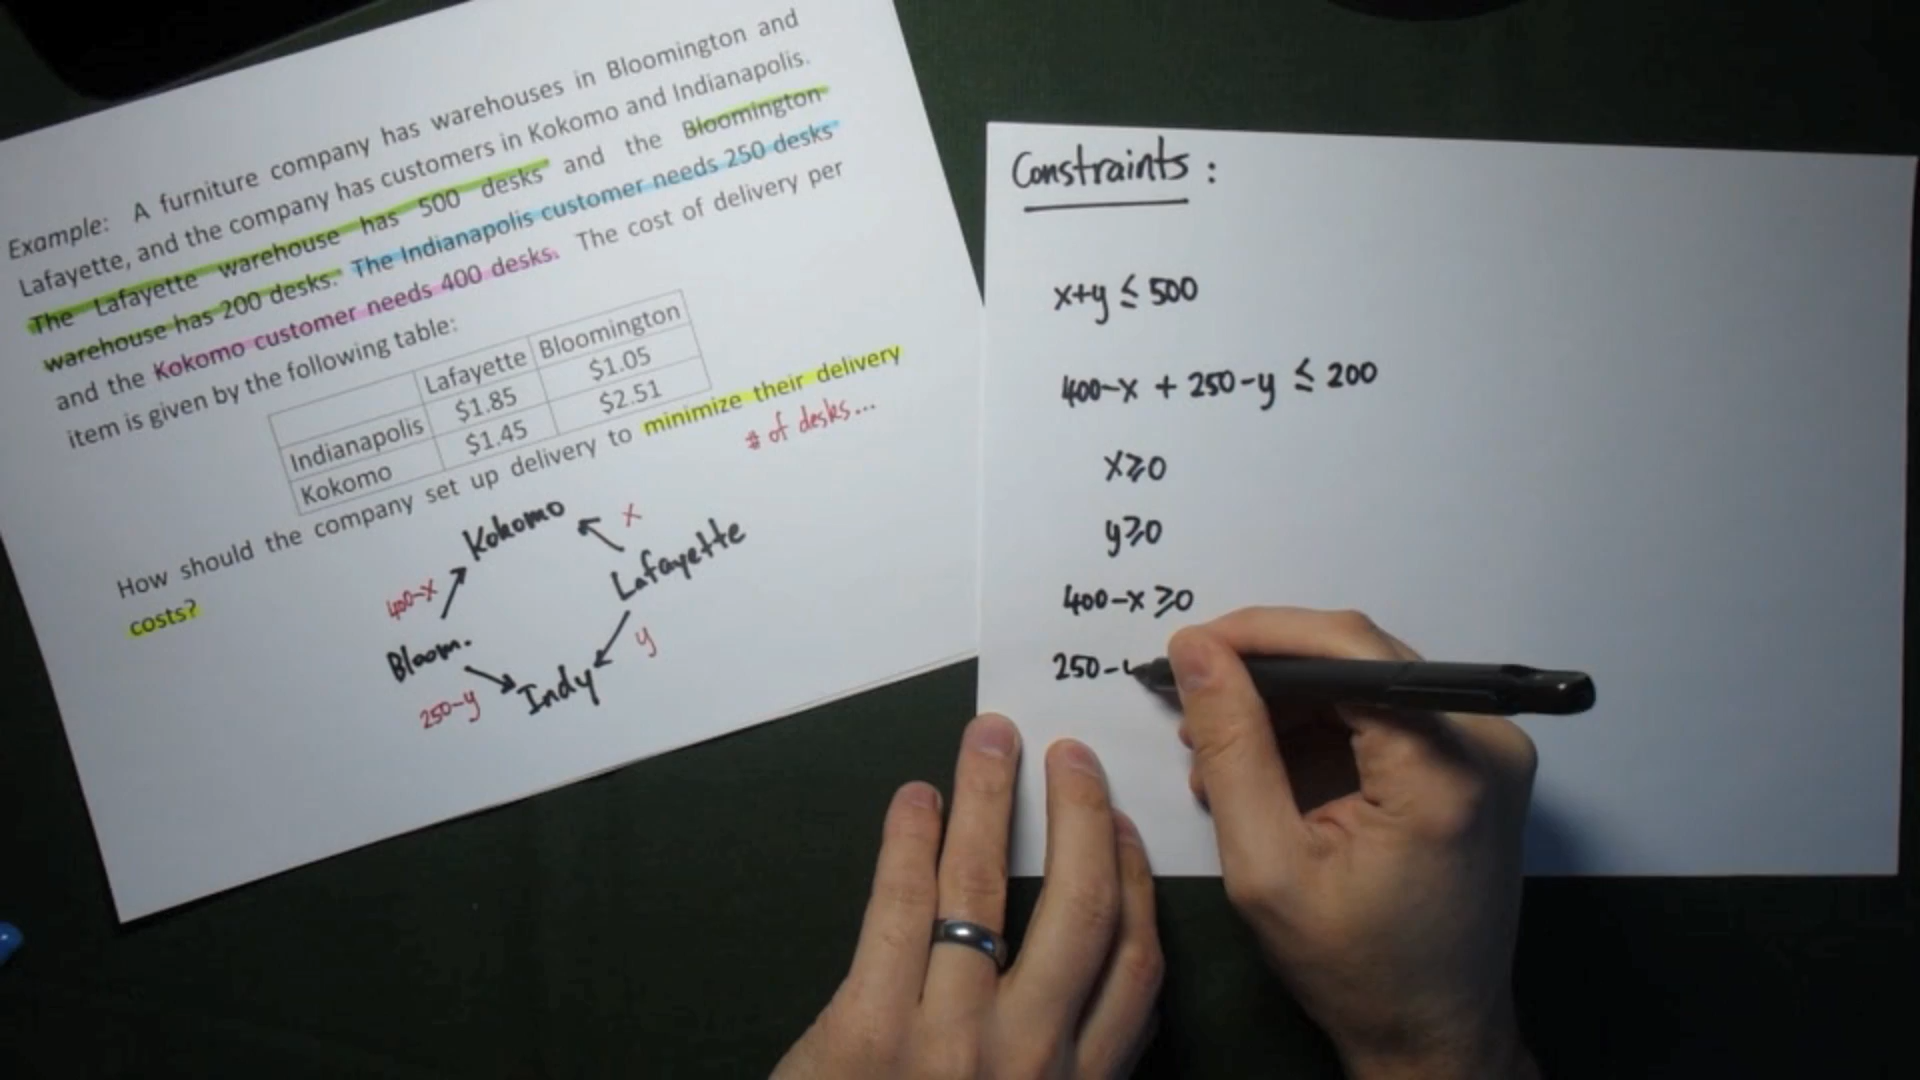 Example: A furniture company has warehouses in Bloomington and
Lafayette, and the company has customers in Kokomo and Indianapolis.
The Lafayette warehouse has 500 desks and the Bloomington
warehouse has 200 desks. The Indianapolis customer needs 250 desks
and the Kokomo customer needs 400 desks. The cost of delivery per
item is given by the following table:
Lafayette Bloomington
Indianapolis $1.85 $1.05
Kokomo $1.45 $2.51
How should the company set up delivery to minimize their delivery
costs?
# of desks...
Kokomo
x
Lafayette
400-x
Bloom.
y
Indy
250-y
Constraints:
x+y ≤ 500
400-x + 250-y ≤ 200
x≥0
y≥0
400-x ≥0
250-